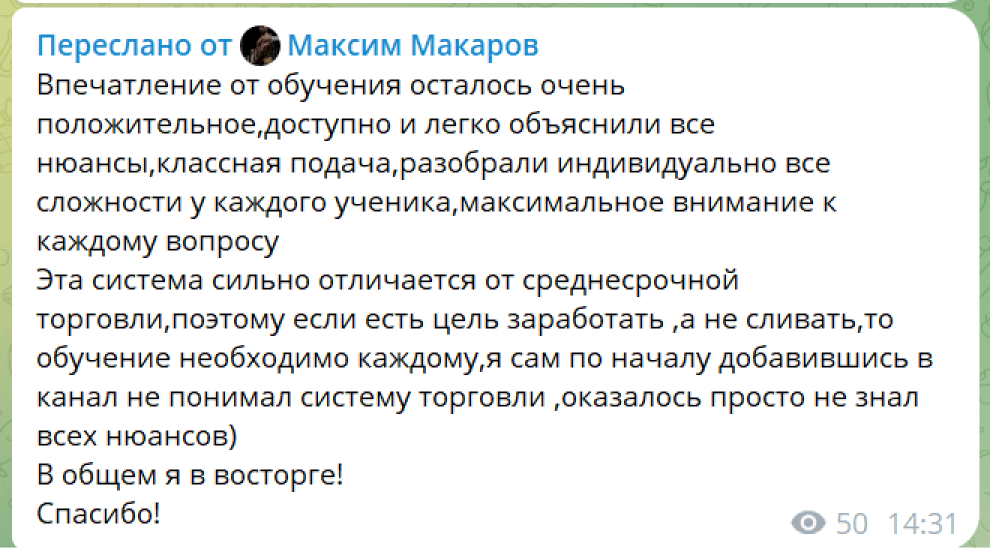 Переслано от Максим Макаров
Впечатление от обучения осталось очень
положительное,доступно и легко объяснили все
нюансы,классная подача,разобрали индивидуально все
сложности у каждого ученика,максимальное внимание к
каждому вопросу
Эта система сильно отличается от среднесрочной
торговли,поэтому если есть цель заработать ,а не сливать,то
обучение необходимо каждому,я сам по началу добавившись в
канал не понимал систему торговли ,оказалось просто не знал
всех нюансов)
В общем я в восторге!
Спасибо!
50 14:31